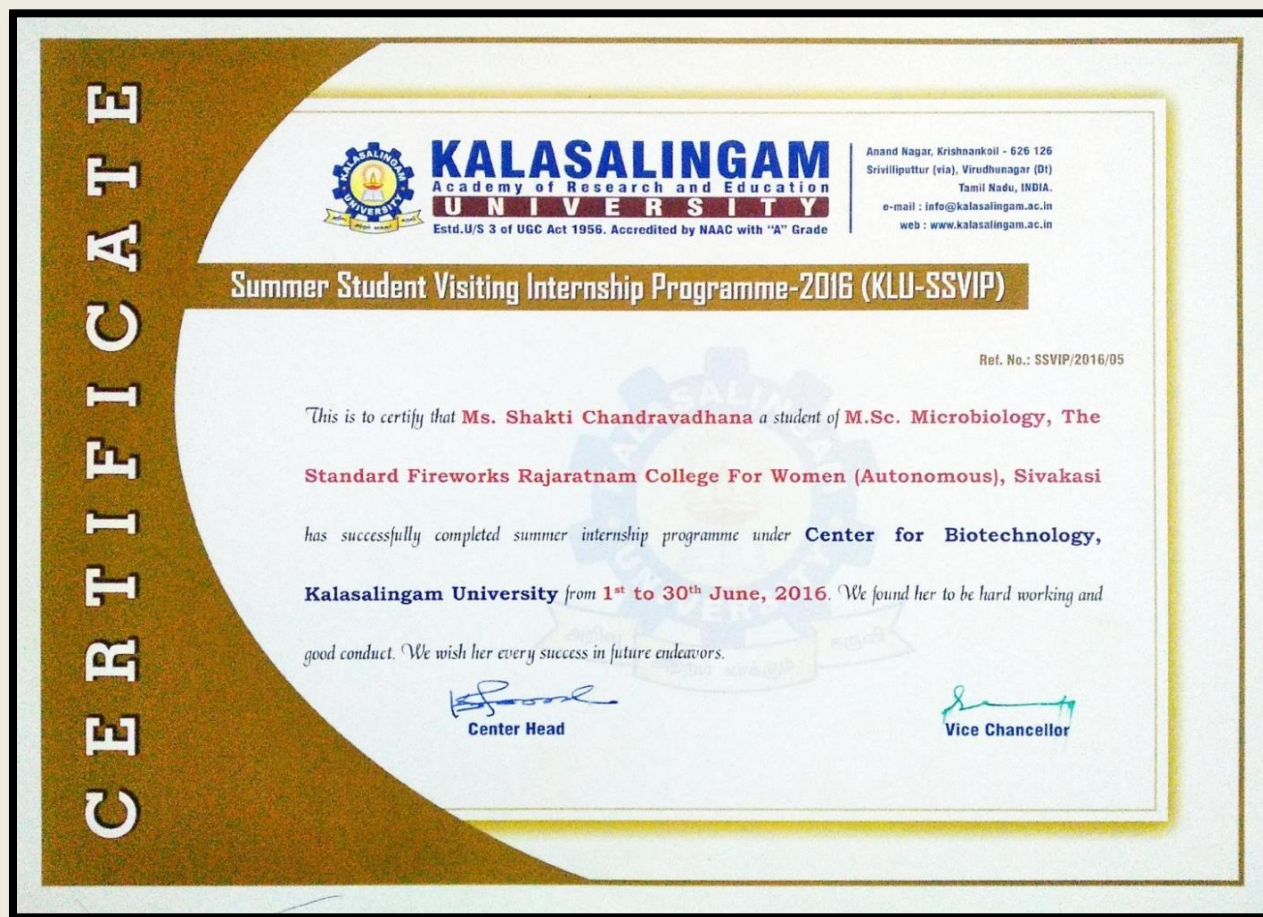 CERTIFICATE
KALASALINGAM
UNIVERSITY
KALASALINGAM
Academy of Research and Education
UNIVERSITY
Estd.U/S 3 of UGC Act 1956. Accredited by NAAC with "A" Grade
Anand Nagar, Krishnankoil - 626 126
Srivilliputtur (via), Virudhunagar (Dt)
Tamil Nadu, INDIA.
e-mail : info@kalasalingam.ac.in
web : www.kalasalingam.ac.in
Summer Student Visiting Internship Programme-2016 (KLU-SSVIP)
Ref. No.: SSVIP/2016/05
This is to certify that Ms. Shakti Chandravadhana a student of M.Sc. Microbiology, The
Standard Fireworks Rajaratnam College For Women (Autonomous), Sivakasi
has successfully completed summer internship programme under Center for Biotechnology,
Kalasalingam University from 1st to 30th June, 2016. We found her to be hard working and
good conduct. We wish her every success in future endeavors.
Center Head
Vice Chancellor